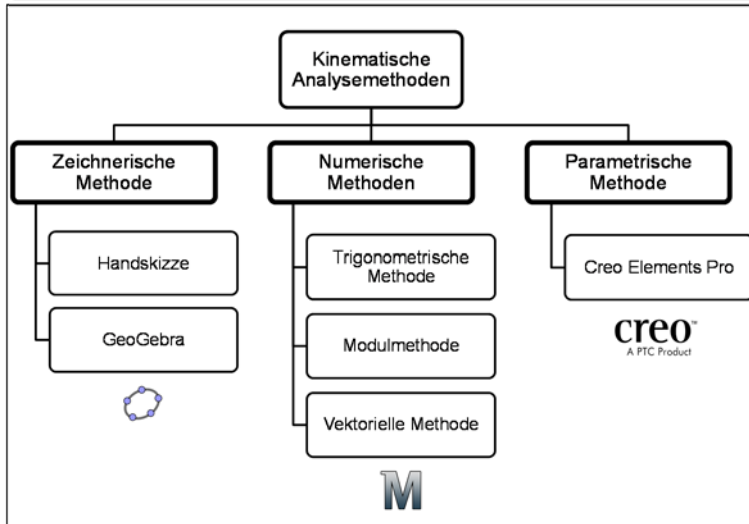 Kinematische
Analysemethoden
Zeichnerische
Methode
Handskizze
GeoGebra
Numerische
Methoden
Trigonometrische
Methode
Modulmethode
Vektorielle Methode
M
Parametrische
Methode
Creo Elements Pro
creo™
A PTC Product